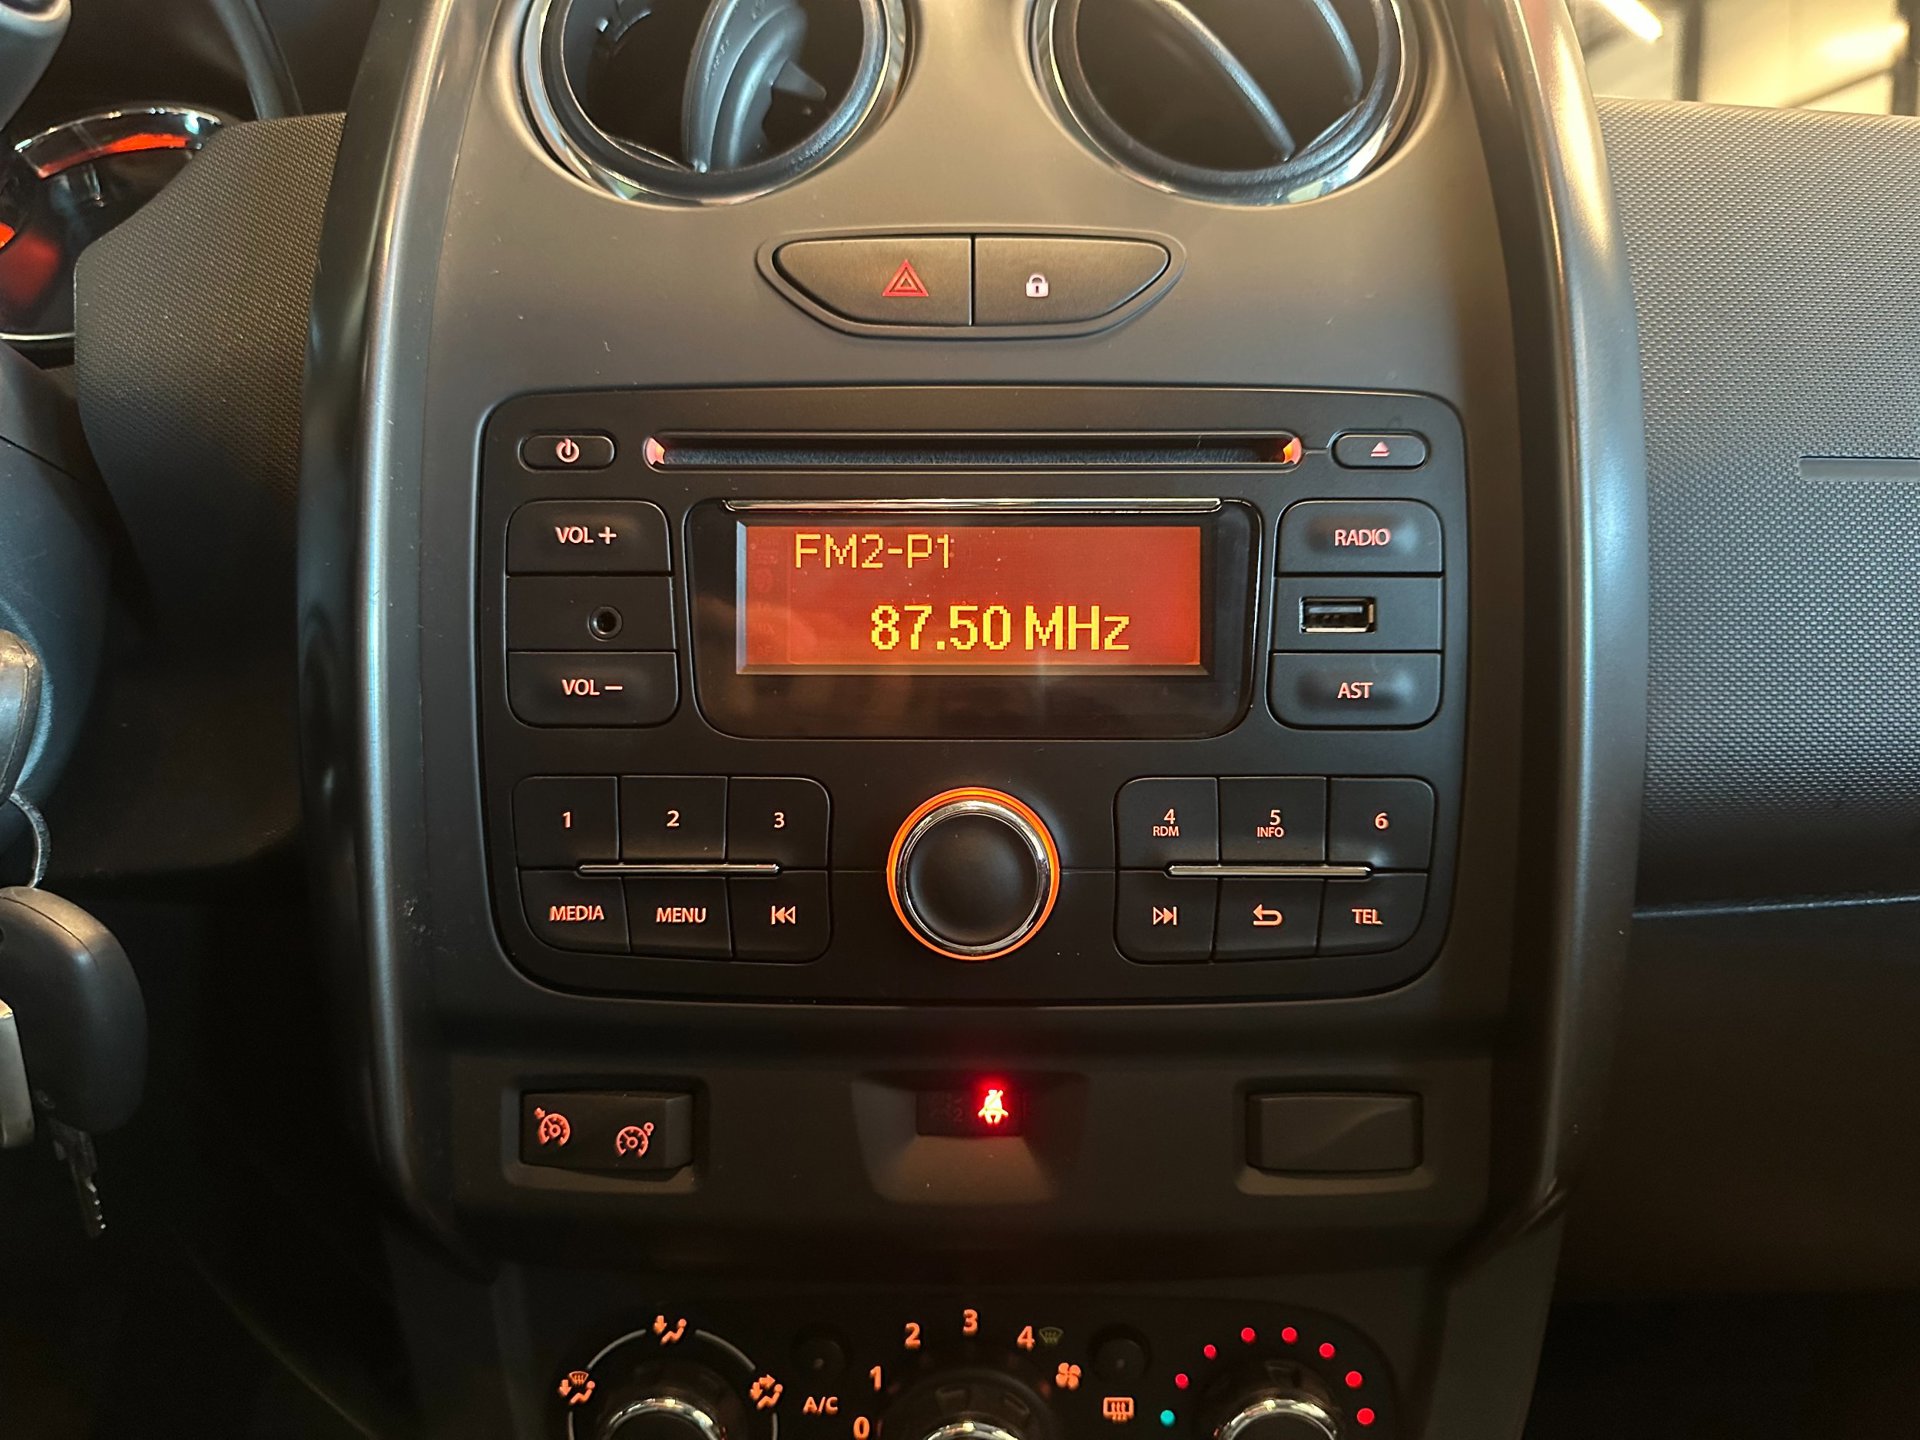 VOL +
FM2-P1
87.50 MHz
RADIO
VOL –
AST
1
2
3
4
RDM
5
INFO
6
MEDIA
MENU
TEL
0
1
2
3
4
A/C